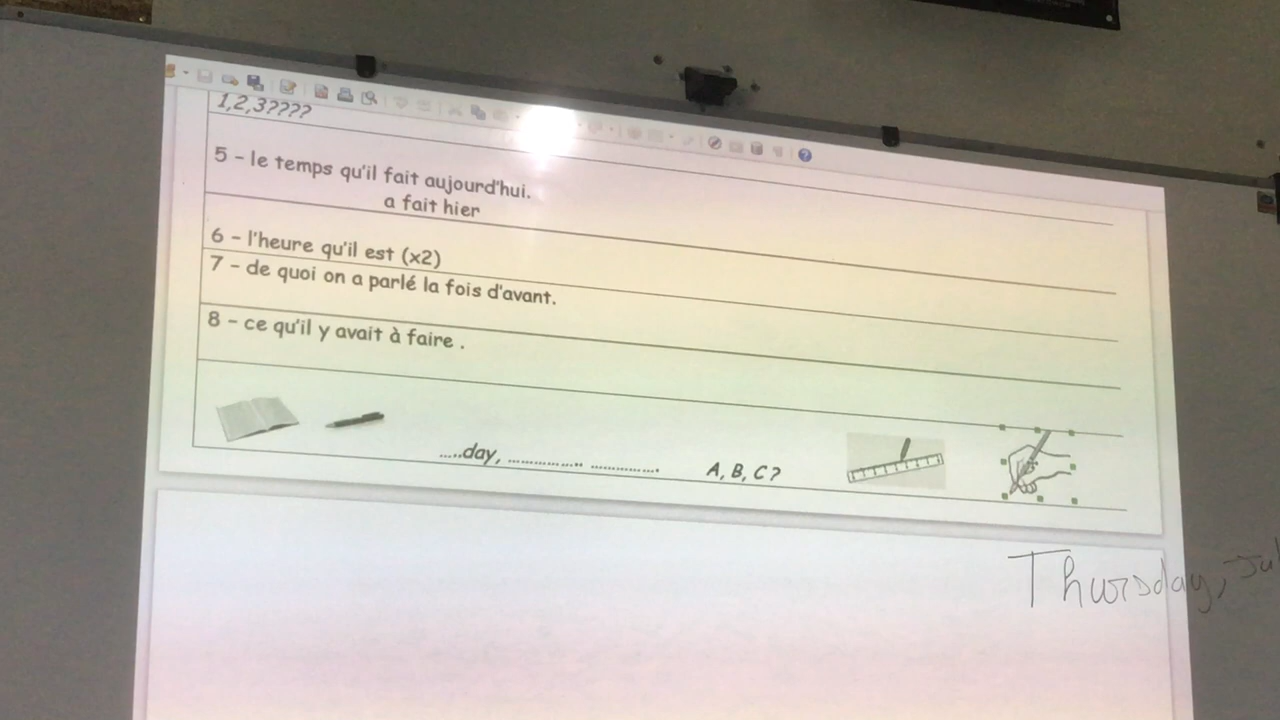 1,2,3????
5 - le temps qu'il fait aujourd'hui.
a fait hier
6 - l'heure qu'il est (x2)
7 - de quoi on a parlé la fois d'avant.
8 - ce qu'il y avait à faire .
.....day, ................ ...............
A, B, C ?
Thursday,